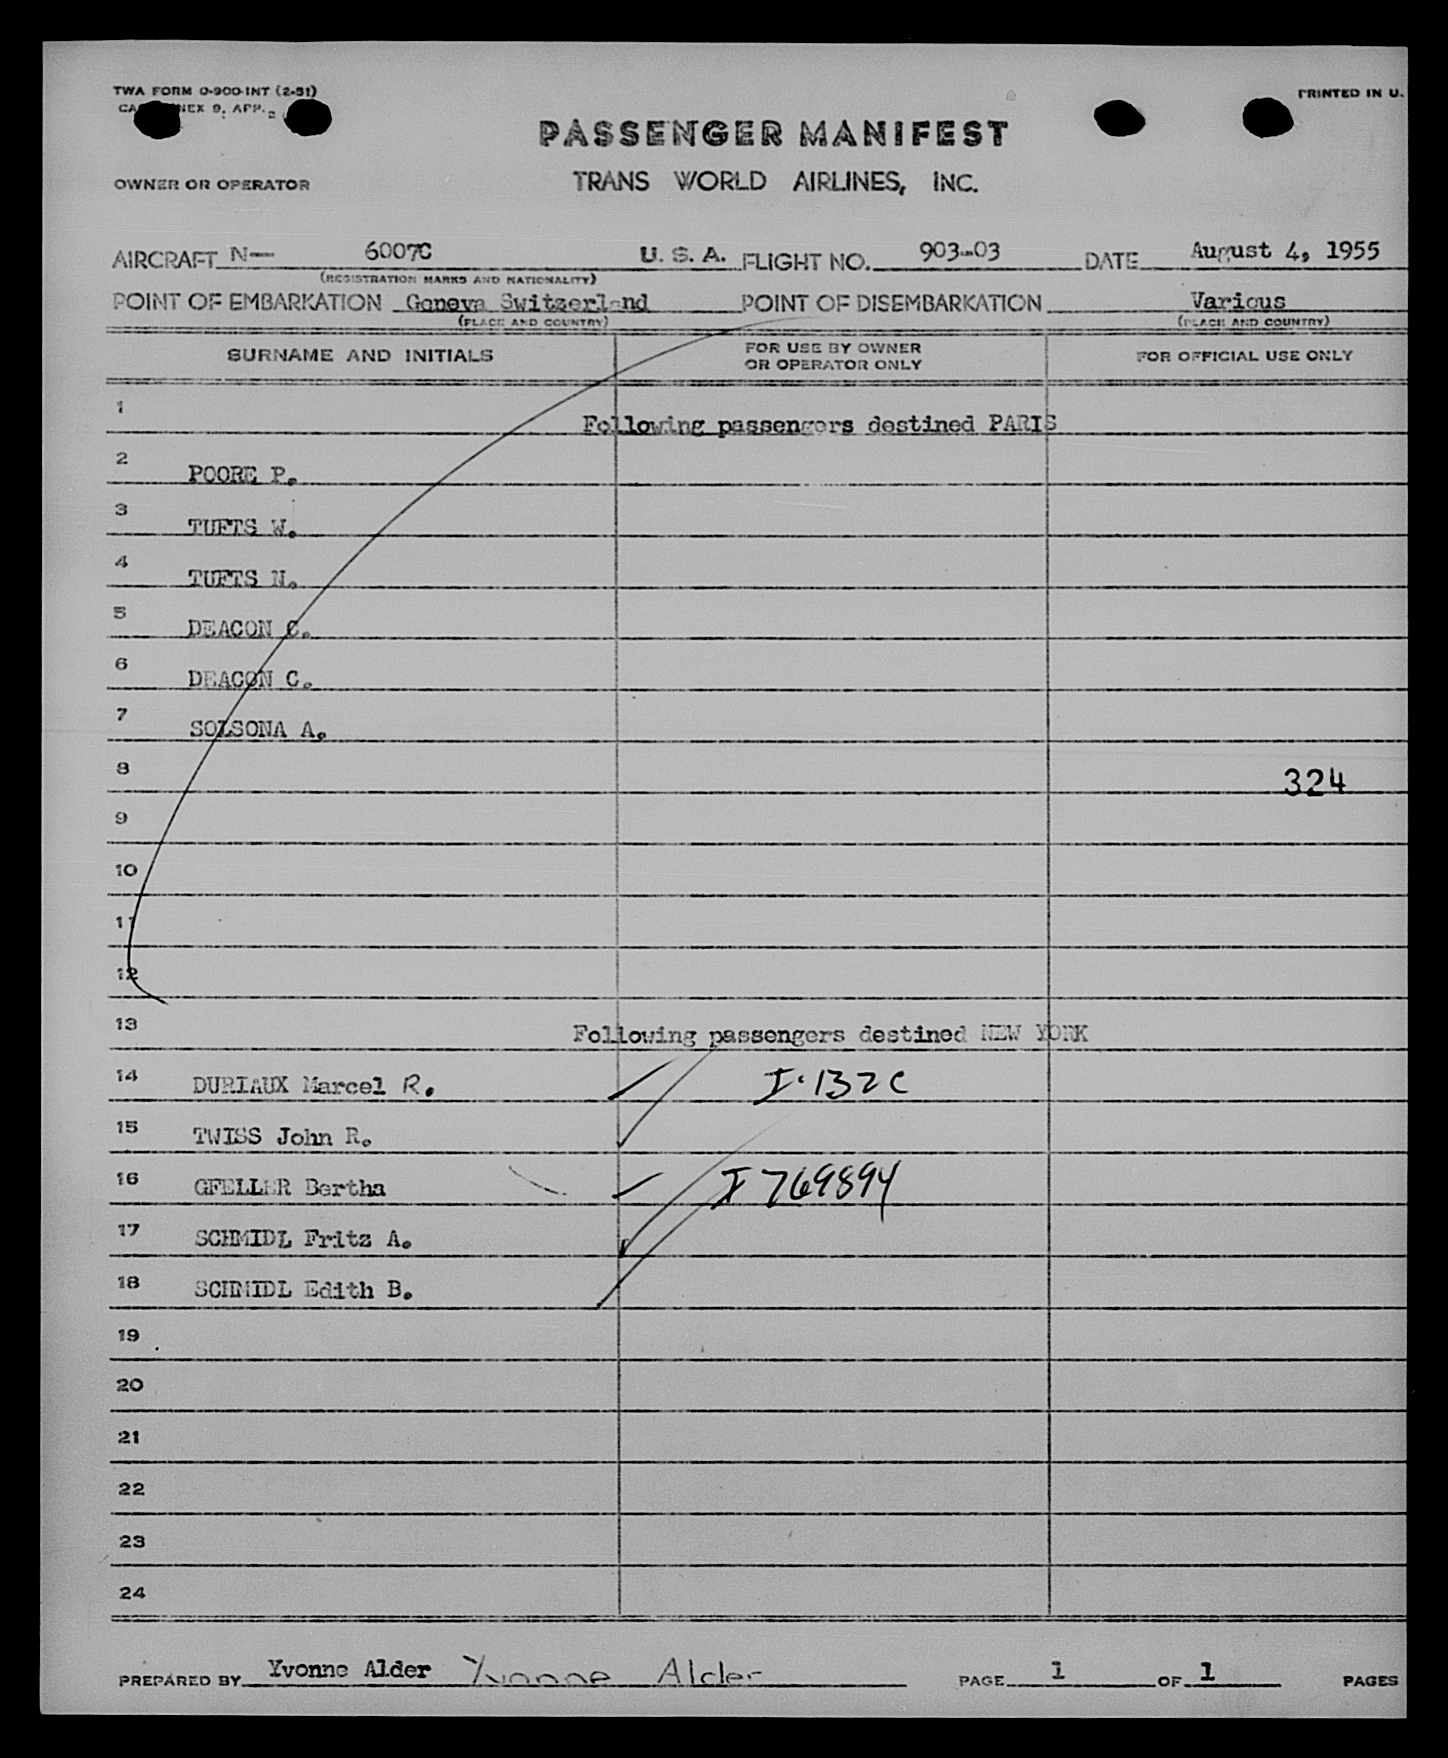 TWA FORM 0-900-INT (2-51)
PRINTED IN U.
NEX 9, APP.
PASSENGER MANIFEST
OWNER OR OPERATOR
TRANS WORLD AIRLINES, INC.
AIRCRAFT N— 6007C U. S. A. FLIGHT NO. 903-03 DATE August 4, 1955
(REGISTRATION MARKS AND NATIONALITY)
POINT OF EMBARKATION Geneva Switzerland POINT OF DISEMBARKATION Various
(PLACE AND COUNTRY) (PLACE AND COUNTRY)
SURNAME AND INITIALS FOR USE BY OWNER OR OPERATOR ONLY FOR OFFICIAL USE ONLY
1 Following passengers destined PARIS
2 POORE P.
3 TUFTS W.
4 TUFTS N.
5 DEACON C.
6 DEACON C.
7 SOLSONA A.
8 324
9
10
11
12
13 Following passengers destined NEW YORK
14 DURIAUX Marcel R. I-132C
15 TWISS John R.
16 GFELLER Bertha I 769894
17 SCHMIDL Fritz A.
18 SCHMIDL Edith B.
19
20
21
22
23
24
PREPARED BY Yvonne Alder Yvonne Alder PAGE 1 OF 1 PAGES